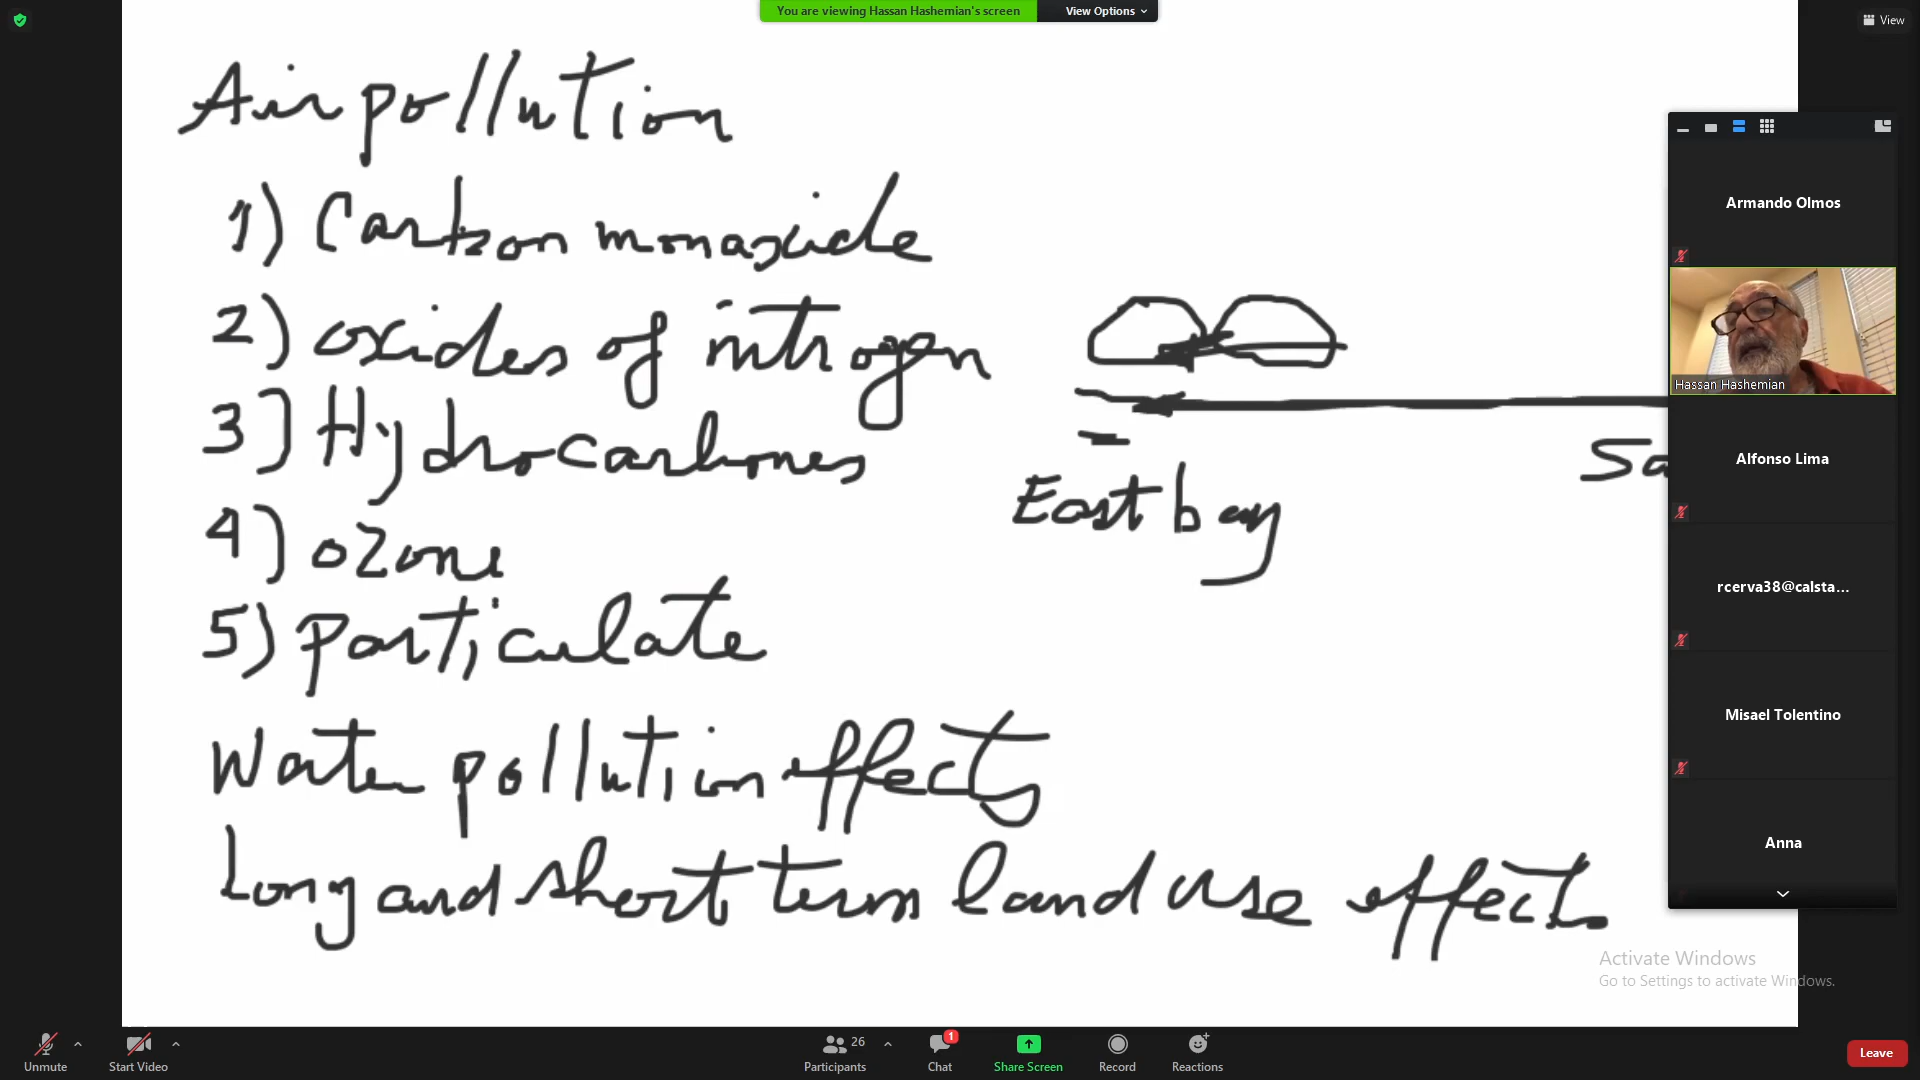 You are viewing Hassan Hashemian's screen
View Options
View
Air pollution
1) Carbon monoxide
2) oxides of nitrogen
3) Hydrocarbones
4) ozone
5) Particulate
Water pollution effects
Long and short term land use effects
East bay
Sa
Armando Olmos
Hassan Hashemian
Alfonso Lima
rcerva38@calsta...
Misael Tolentino
Anna
Activate Windows
Go to Settings to activate Windows.
Unmute
Start Video
26
Participants
1
Chat
Share Screen
Record
Reactions
Leave